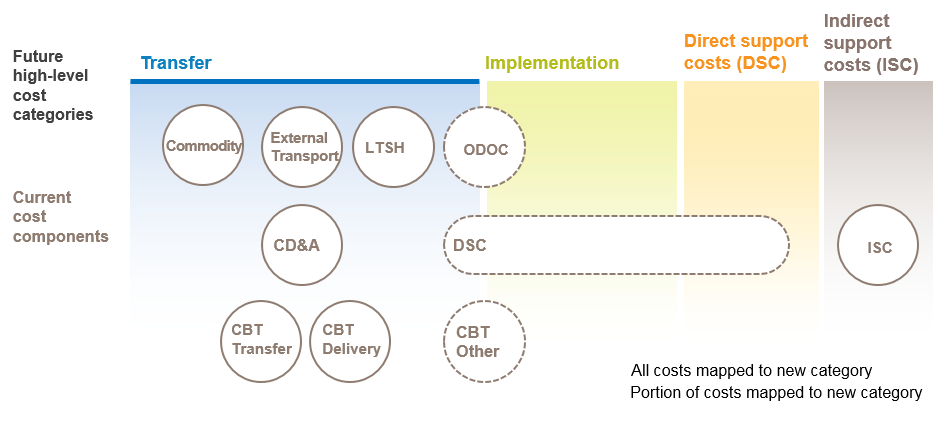 Future
high-level
cost
categories
Transfer
Implementation
Direct support
costs (DSC)
Indirect
support
costs (ISC)
Commodity
External
Transport
LTSH
ODOC
Current
cost
components
CD&A
DSC
ISC
CBT
Transfer
CBT
Delivery
CBT
Other
All costs mapped to new category
Portion of costs mapped to new category